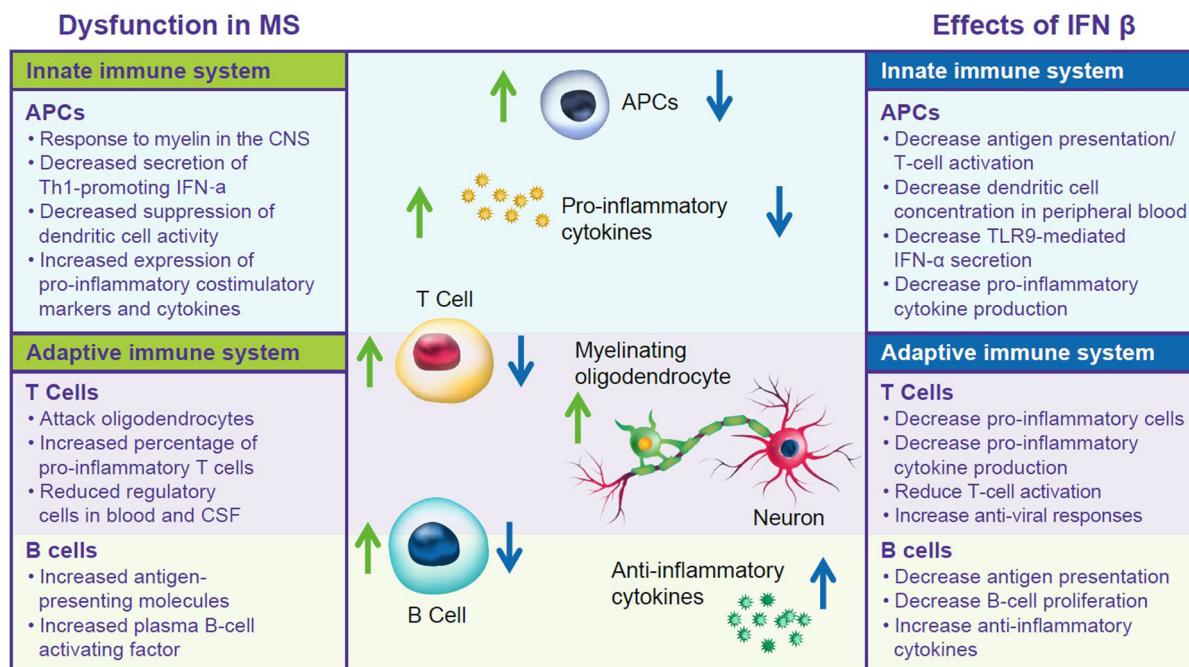 Dysfunction in MS
Innate immune system
APCs
• Response to myelin in the CNS
• Decreased secretion of
Th1-promoting IFN-a
• Decreased suppression of
dendritic cell activity
• Increased expression of
pro-inflammatory costimulatory
markers and cytokines
Adaptive immune system
T Cells
• Attack oligodendrocytes
• Increased percentage of
pro-inflammatory T cells
• Reduced regulatory
cells in blood and CSF
B cells
• Increased antigen-
presenting molecules
• Increased plasma B-cell
activating factor
APCs
Pro-inflammatory
cytokines
T Cell
Myelinating
oligodendrocyte
Neuron
B Cell
Anti-inflammatory
cytokines
Effects of IFN β
Innate immune system
APCs
• Decrease antigen presentation/
T-cell activation
• Decrease dendritic cell
concentration in peripheral blood
• Decrease TLR9-mediated
IFN-α secretion
• Decrease pro-inflammatory
cytokine production
Adaptive immune system
T Cells
• Decrease pro-inflammatory cells
• Decrease pro-inflammatory
cytokine production
• Reduce T-cell activation
• Increase anti-viral responses
B cells
• Decrease antigen presentation
• Decrease B-cell proliferation
• Increase anti-inflammatory
cytokines